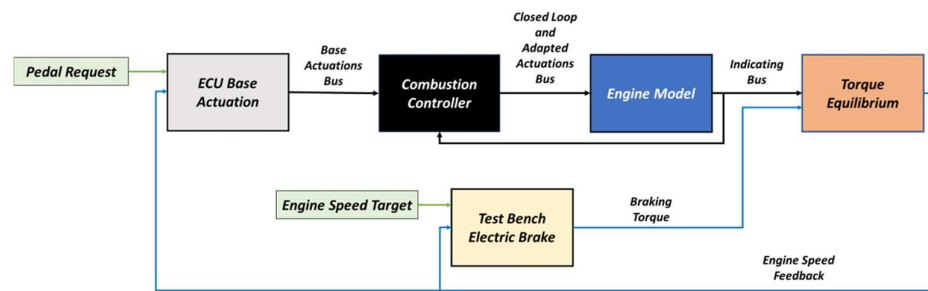 Pedal Request
ECU Base
Actuation
Base
Actuations
Bus
Combustion
Controller
Closed Loop
and
Adapted
Actuations
Bus
Engine Model
Indicating
Bus
Torque
Equilibrium
Engine Speed Target
Test Bench
Electric Brake
Braking
Torque
Engine Speed
Feedback